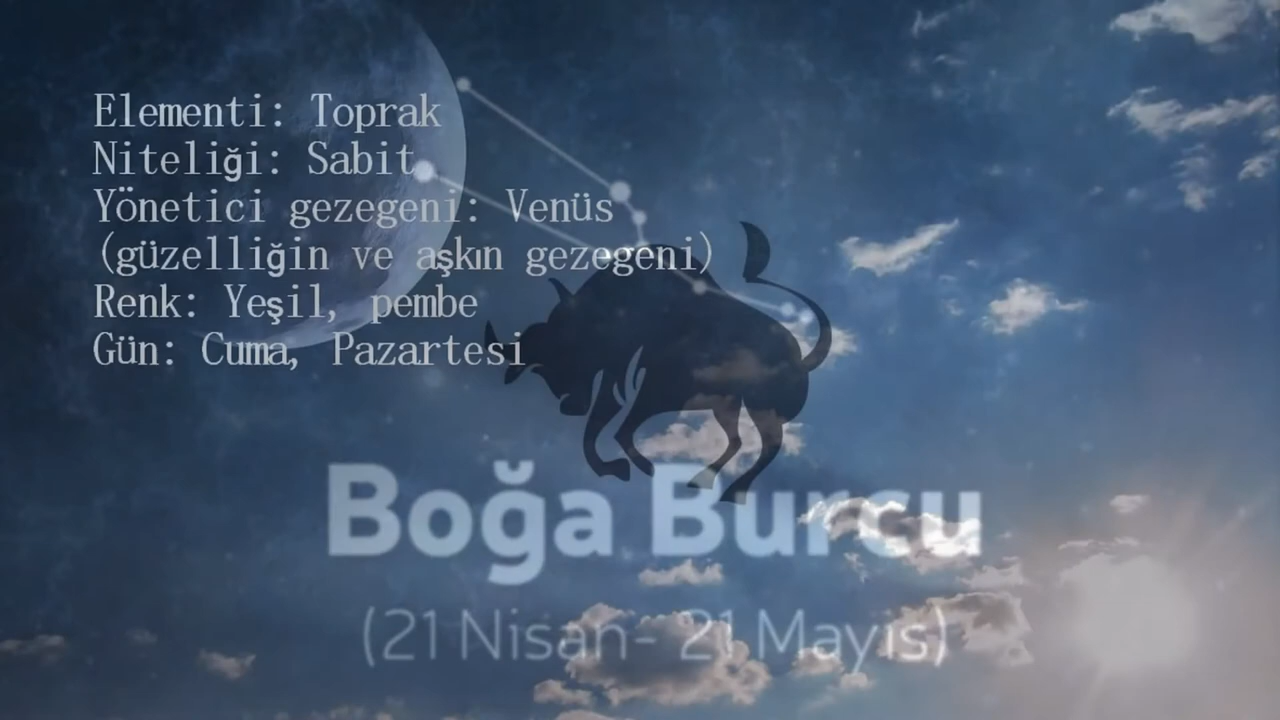 Elementi: Toprak
Niteliği: Sabit
Yönetici gezegeni: Venüs
(güzelliğin ve aşkın gezegeni)
Renk: Yeşil, pembe
Gün: Cuma, Pazartesi
Boğa Burcu
(21 Nisan- 21 Mayis)